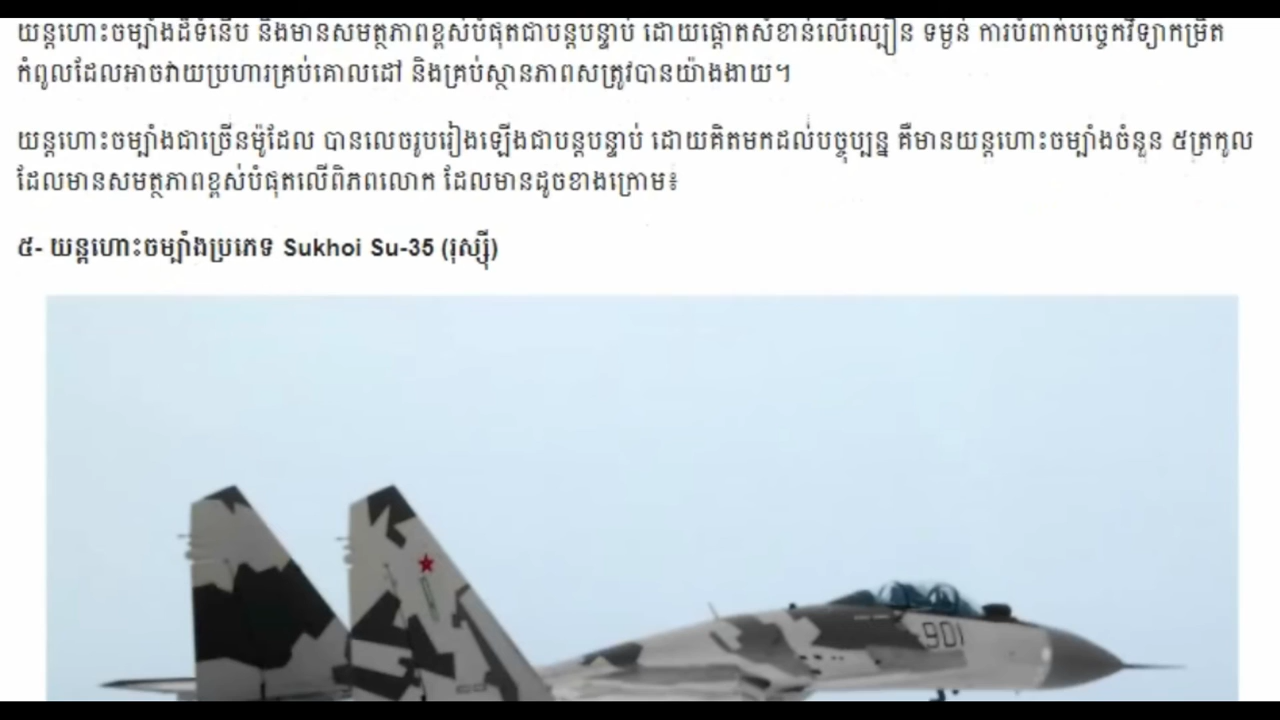 យន្តហោះចម្បាំងដ៏ទំនើប និងមានសមត្ថភាពខ្ពស់បំផុតជាបន្តបន្ទាប់ ដោយផ្តោតសំខាន់លើល្បឿន ទម្ងន់ ការបំពាក់បច្ចេកវិទ្យាកម្រិត
កំពូលដែលអាចវាយប្រហារគ្រប់គោលដៅ និងគ្រប់ស្ថានភាពសត្រូវបានយ៉ាងងាយ។
យន្តហោះចម្បាំងជាច្រើនម៉ូដែល បានលេចរូបរៀងឡើងជាបន្តបន្ទាប់ ដោយគិតមកដល់បច្ចុប្បន្ន គឺមានយន្តហោះចម្បាំងចំនួន ៥ត្រកូល
ដែលមានសមត្ថភាពខ្ពស់បំផុតលើពិភពលោក ដែលមានដូចខាងក្រោម៖
៥- យន្តហោះចម្បាំងប្រភេទ Sukhoi Su-35 (រុស្ស៊ី)
901